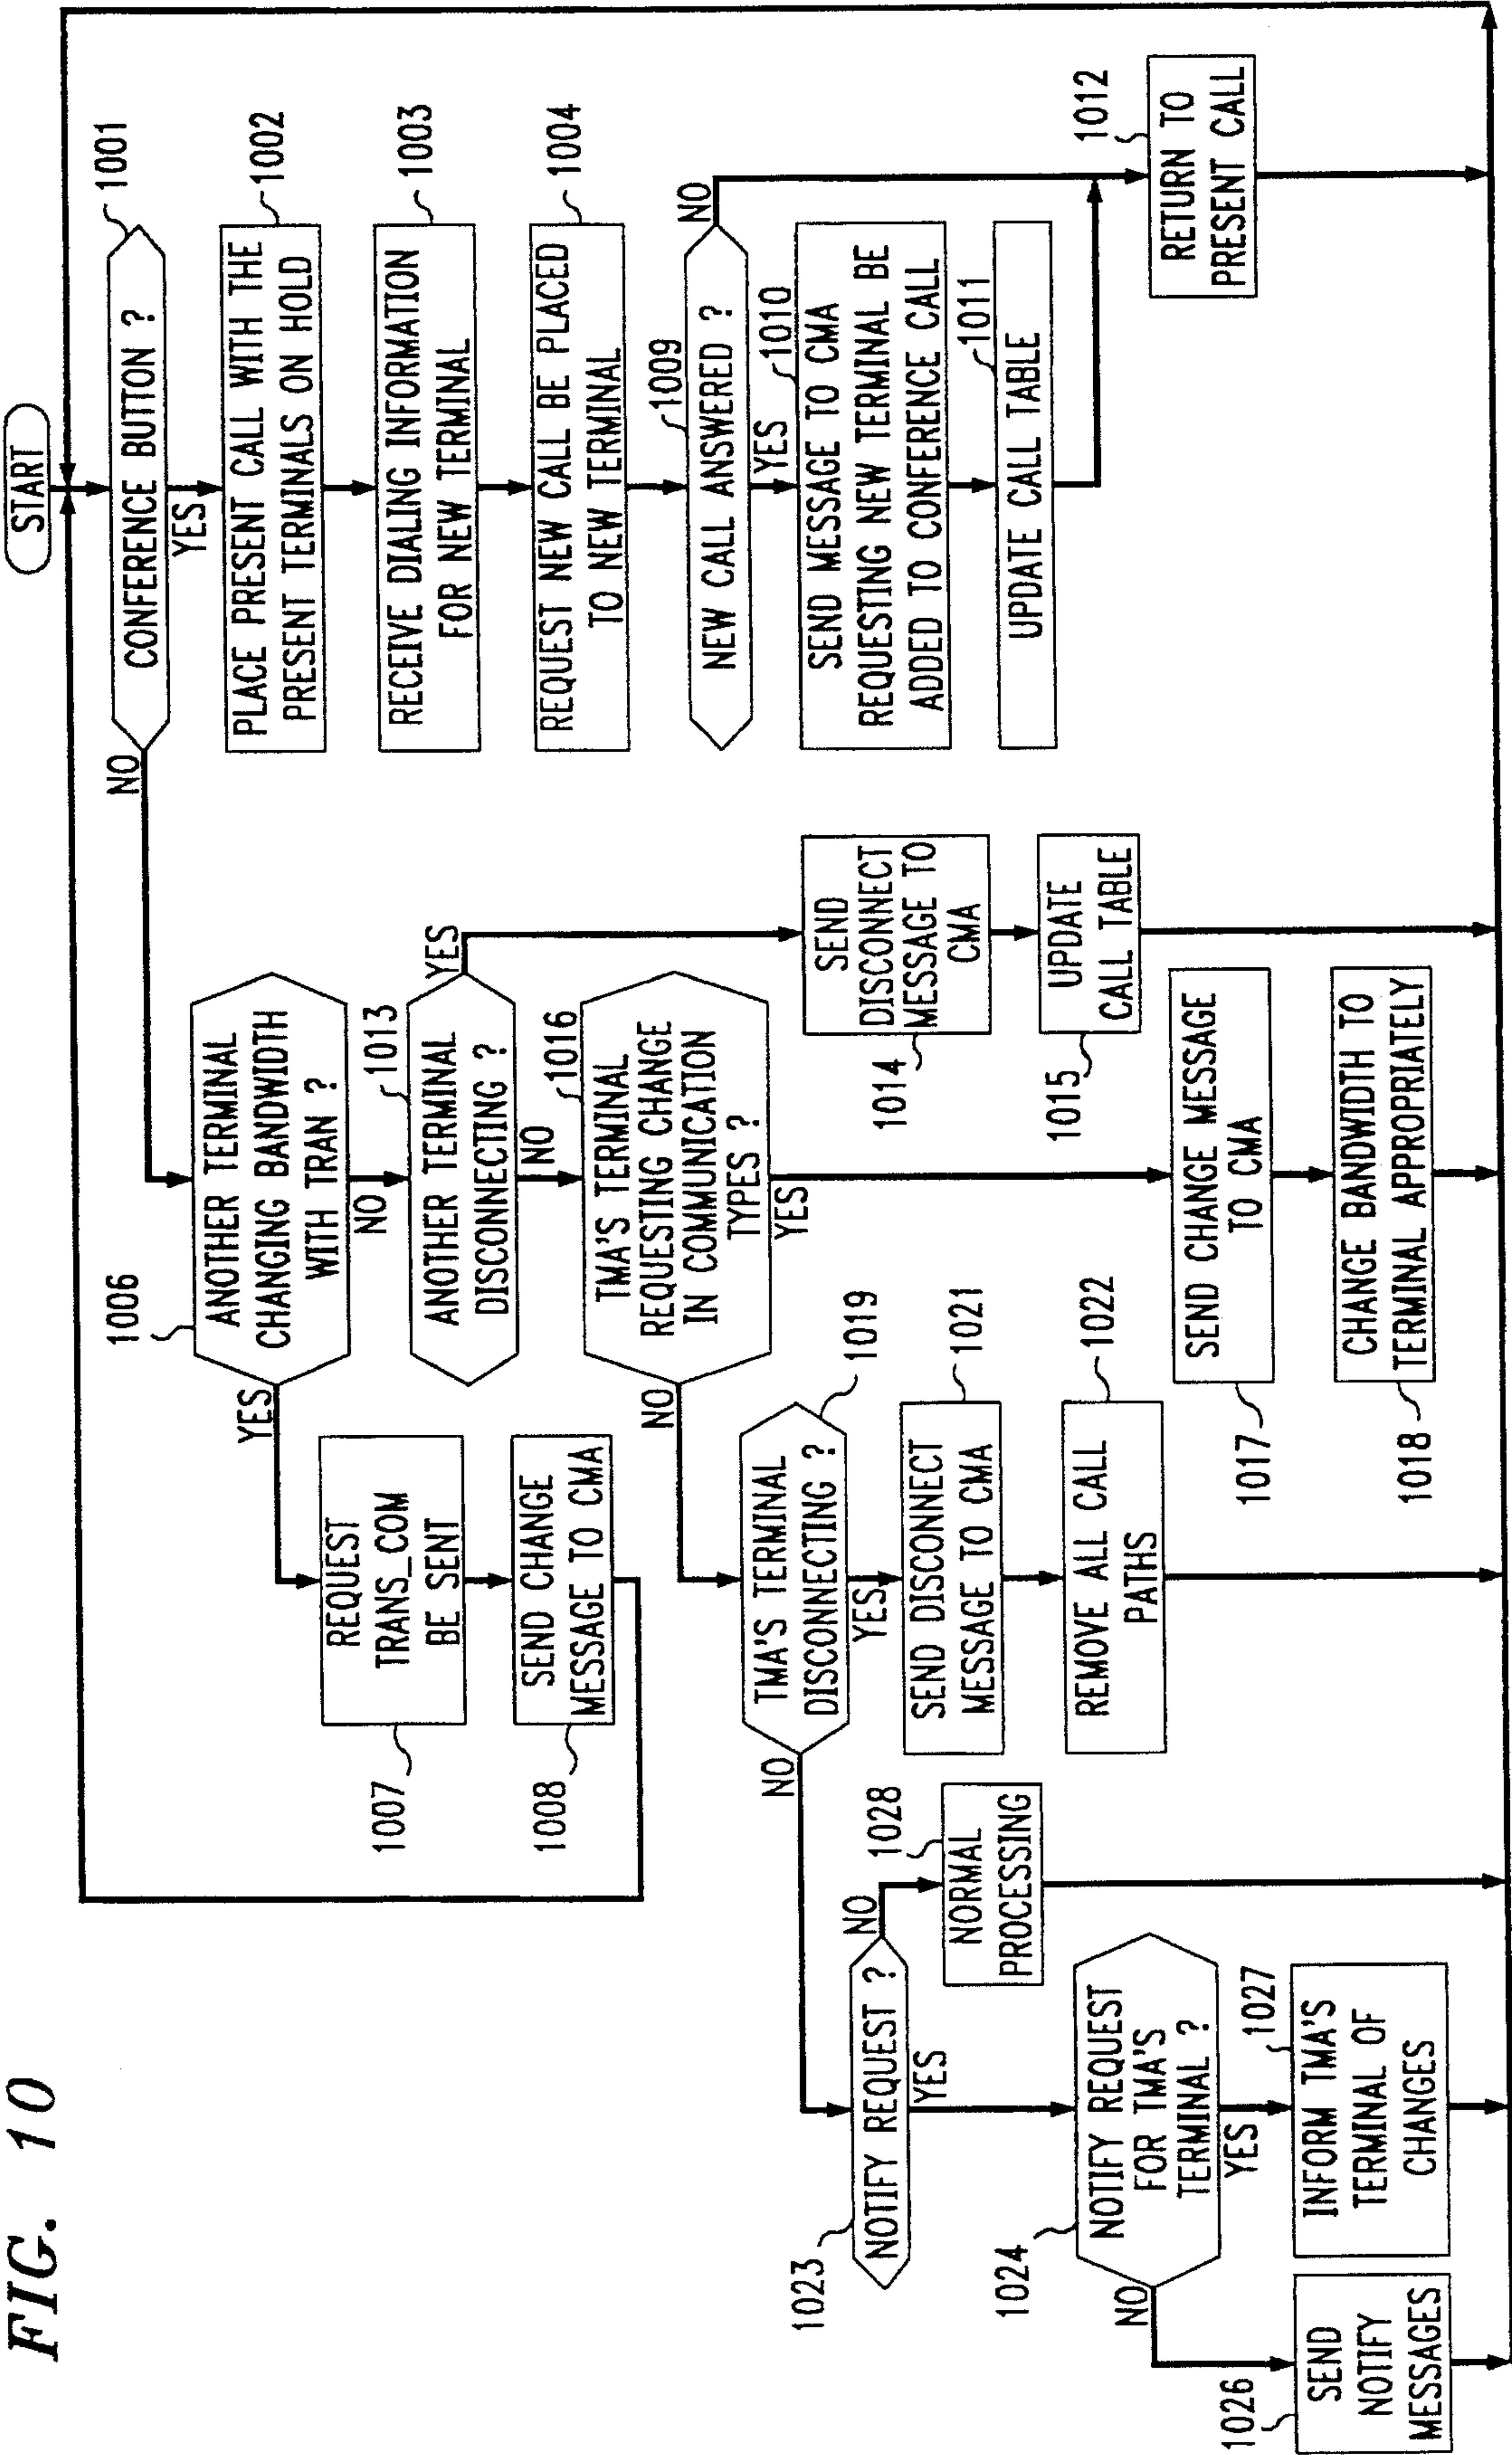 FIG. 10
START
CONFERENCE BUTTON ?
1001
NO
YES
PLACE PRESENT CALL WITH THE
PRESENT TERMINALS ON HOLD
1002
RECEIVE DIALING INFORMATION
FOR NEW TERMINAL
1003
REQUEST NEW CALL BE PLACED
TO NEW TERMINAL
1004
1009
NEW CALL ANSWERED ?
NO
YES
1010
SEND MESSAGE TO CMA
REQUESTING NEW TERMINAL BE
ADDED TO CONFERENCE CALL
1011
UPDATE CALL TABLE
1012
RETURN TO
PRESENT CALL
1006
ANOTHER TERMINAL
CHANGING BANDWIDTH
WITH TRAN ?
YES
NO
REQUEST
TRANS_COM
BE SENT
1007
SEND CHANGE
MESSAGE TO CMA
1008
1013
ANOTHER TERMINAL
DISCONNECTING ?
YES
NO
SEND
DISCONNECT
MESSAGE TO
CMA
1014
UPDATE
CALL TABLE
1015
1016
TMA'S TERMINAL
REQUESTING CHANGE
IN COMMUNICATION
TYPES ?
NO
YES
SEND CHANGE MESSAGE
TO CMA
1017
CHANGE BANDWIDTH TO
TERMINAL APPROPRIATELY
1018
TMA'S TERMINAL
DISCONNECTING ?
1019
NO
YES
SEND DISCONNECT
MESSAGE TO CMA
1021
REMOVE ALL CALL
PATHS
1022
1023
NOTIFY REQUEST ?
NO
YES
1028
NORMAL
PROCESSING
1024
NOTIFY REQUEST
FOR TMA'S
TERMINAL ?
NO
YES
1026
SEND
NOTIFY
MESSAGES
1027
INFORM TMA'S
TERMINAL OF
CHANGES